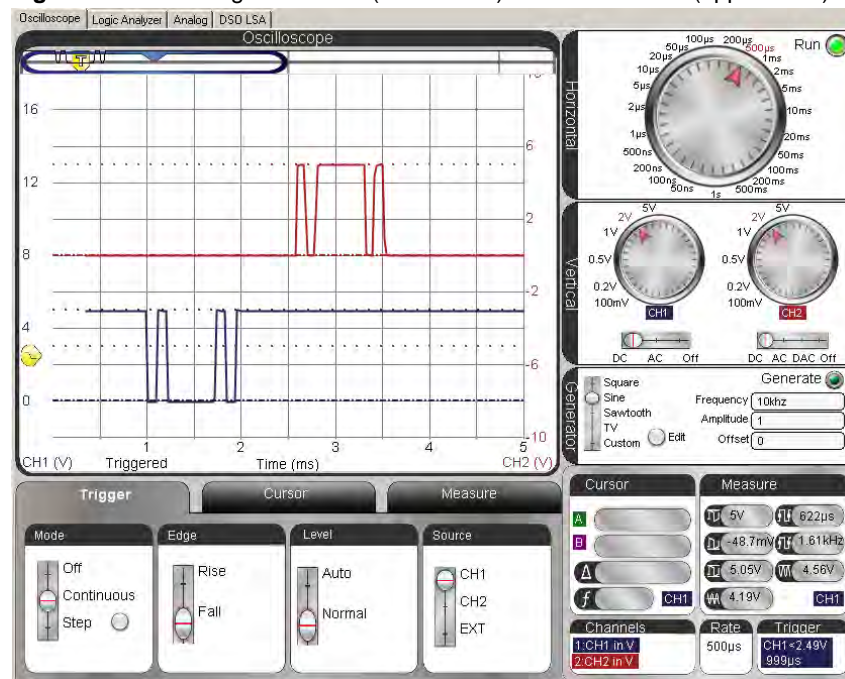 Oscilloscope Logic Analyzer Analog DSO LSA
Oscilloscope
16
12
8
4
0
6
2
-2
-6
-10
1 2 3 4 5
CH1 (V) Triggered Time (ms) CH2 (V)
Horizontal
Run
100µs 200µs
50µs 500µs
20µs 1ms
10µs 2ms
5µs 5ms
2µs 10ms
1µs 20ms
500ns 50ms
200ns 100ms
100ns 200ms
50ns 1s 500ms
Vertical
5V 5V
2V 2V
1V 1V
0.5V 0.5V
0.2V 0.2V
100mV 100mV
CH1 CH2
DC AC Off DC AC DAC Off
Generator
Square
Sine
Sawtooth
TV
Custom
Edit
Generate
Frequency 10khz
Amplitude 1
Offset 0
Trigger Cursor Measure
Mode
Off
Continuous
Step
Edge
Rise
Fall
Level
Auto
Normal
Source
CH1
CH2
EXT
Cursor
A
B
Δ
f CH1
Measure
5V 622µs
-48.7mV 1.61kHz
5.05V 4.56V
4.19V CH1
Channels
1:CH1 in V
2:CH2 in V
Rate
500µs
Trigger
CH1<2.49V
999µs